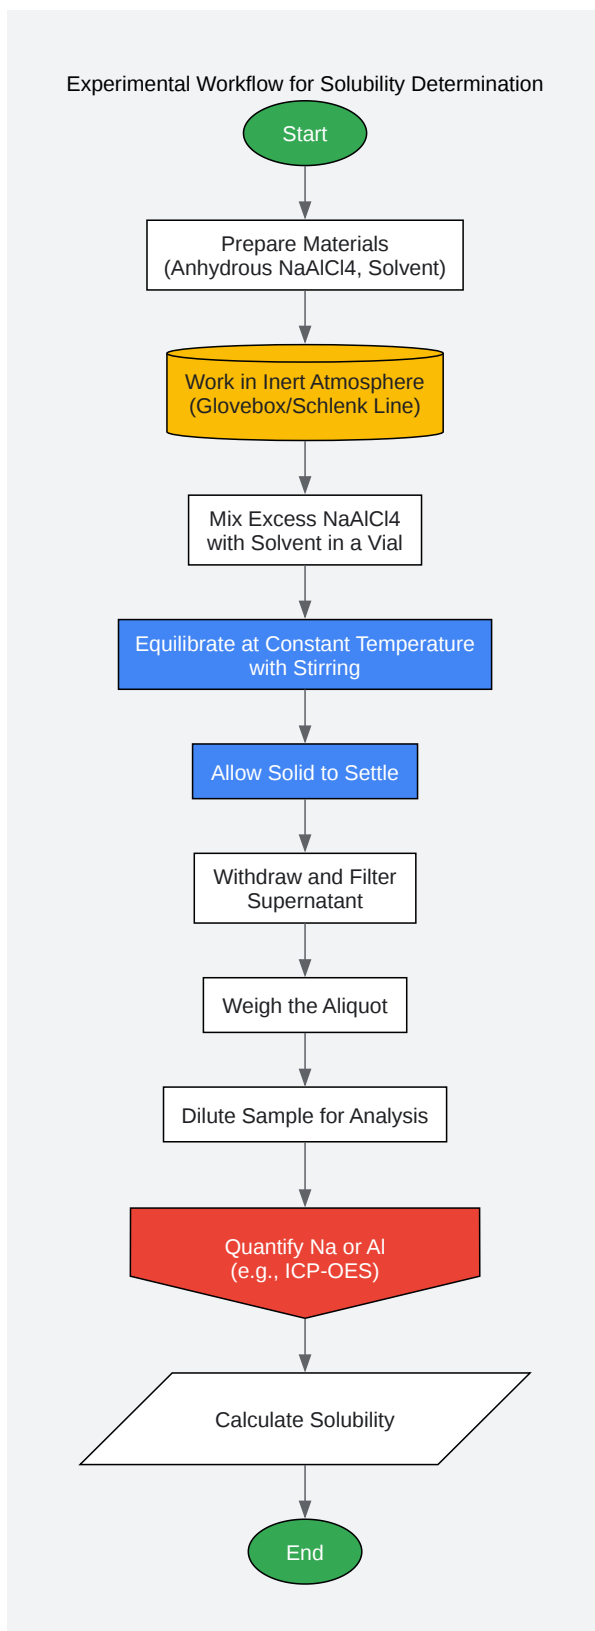 Experimental Workflow for Solubility Determination
Start
Prepare Materials
(Anhydrous NaAlCl4, Solvent)
Work in Inert Atmosphere
(Glovebox/Schlenk Line)
Mix Excess NaAlCl4
with Solvent in a Vial
Equilibrate at Constant Temperature
with Stirring
Allow Solid to Settle
Withdraw and Filter
Supernatant
Weigh the Aliquot
Dilute Sample for Analysis
Quantify Na or Al
(e.g., ICP-OES)
Calculate Solubility
End